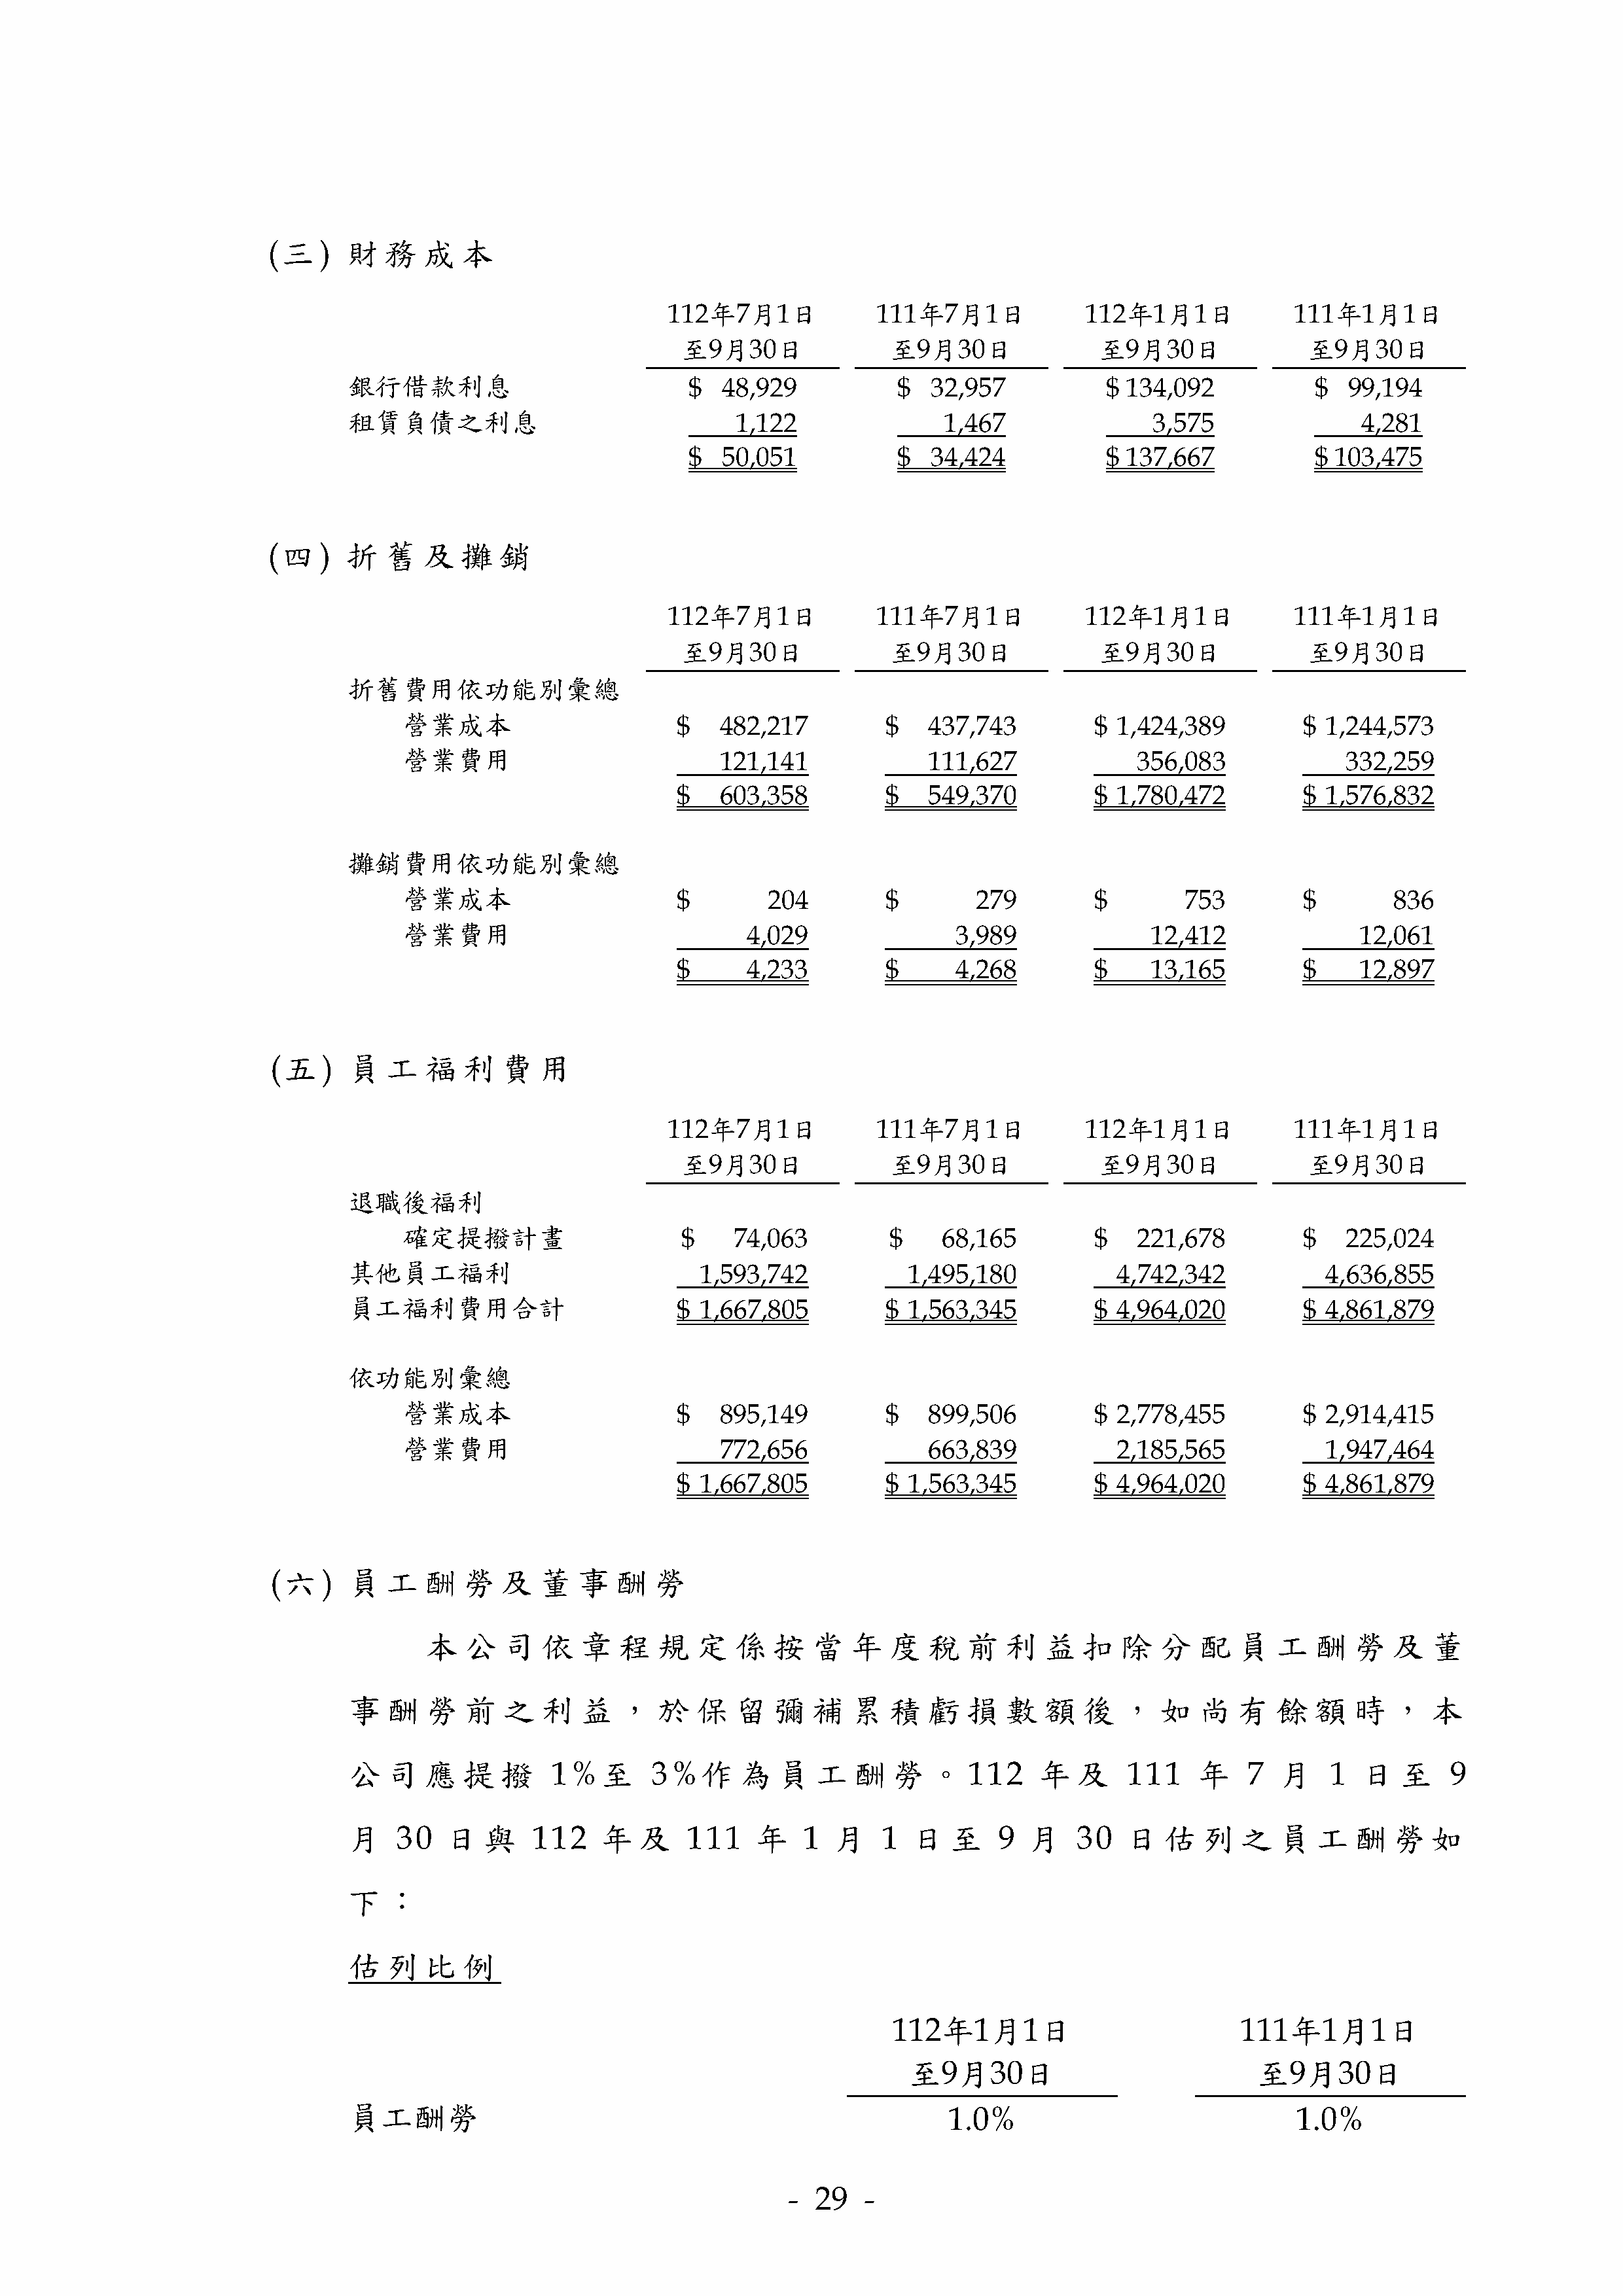 (三) 財務成本
112年7月1日 111年7月1日 112年1月1日 111年1月1日
至9月30日 至9月30日 至9月30日 至9月30日
銀行借款利息 $ 48,929 $ 32,957 $ 134,092 $ 99,194
租賃負債之利息 1,122 1,467 3,575 4,281
$ 50,051 $ 34,424 $ 137,667 $ 103,475
(四) 折舊及攤銷
112年7月1日 111年7月1日 112年1月1日 111年1月1日
至9月30日 至9月30日 至9月30日 至9月30日
折舊費用依功能別彙總
營業成本 $ 482,217 $ 437,743 $ 1,424,389 $ 1,244,573
營業費用 121,141 111,627 356,083 332,259
$ 603,358 $ 549,370 $ 1,780,472 $ 1,576,832
攤銷費用依功能別彙總
營業成本 $ 204 $ 279 $ 753 $ 836
營業費用 4,029 3,989 12,412 12,061
$ 4,233 $ 4,268 $ 13,165 $ 12,897
(五) 員工福利費用
112年7月1日 111年7月1日 112年1月1日 111年1月1日
至9月30日 至9月30日 至9月30日 至9月30日
退職後福利
確定提撥計畫 $ 74,063 $ 68,165 $ 221,678 $ 225,024
其他員工福利 1,593,742 1,495,180 4,742,342 4,636,855
員工福利費用合計 $ 1,667,805 $ 1,563,345 $ 4,964,020 $ 4,861,879
依功能別彙總
營業成本 $ 895,149 $ 899,506 $ 2,778,455 $ 2,914,415
營業費用 772,656 663,839 2,185,565 1,947,464
$ 1,667,805 $ 1,563,345 $ 4,964,020 $ 4,861,879
(六) 員工酬勞及董事酬勞
本公司依章程規定係按當年度稅前利益扣除分配員工酬勞及董
事酬勞前之利益，於保留彌補累積虧損數額後，如尚有餘額時，本
公司應提撥 1%至 3%作為員工酬勞。112 年及 111 年 7 月 1 日至 9
月 30 日與 112 年及 111 年 1 月 1 日至 9 月 30 日估列之員工酬勞如
下：
估列比例
112年1月1日 111年1月1日
至9月30日 至9月30日
員工酬勞 1.0% 1.0%
- 29 -